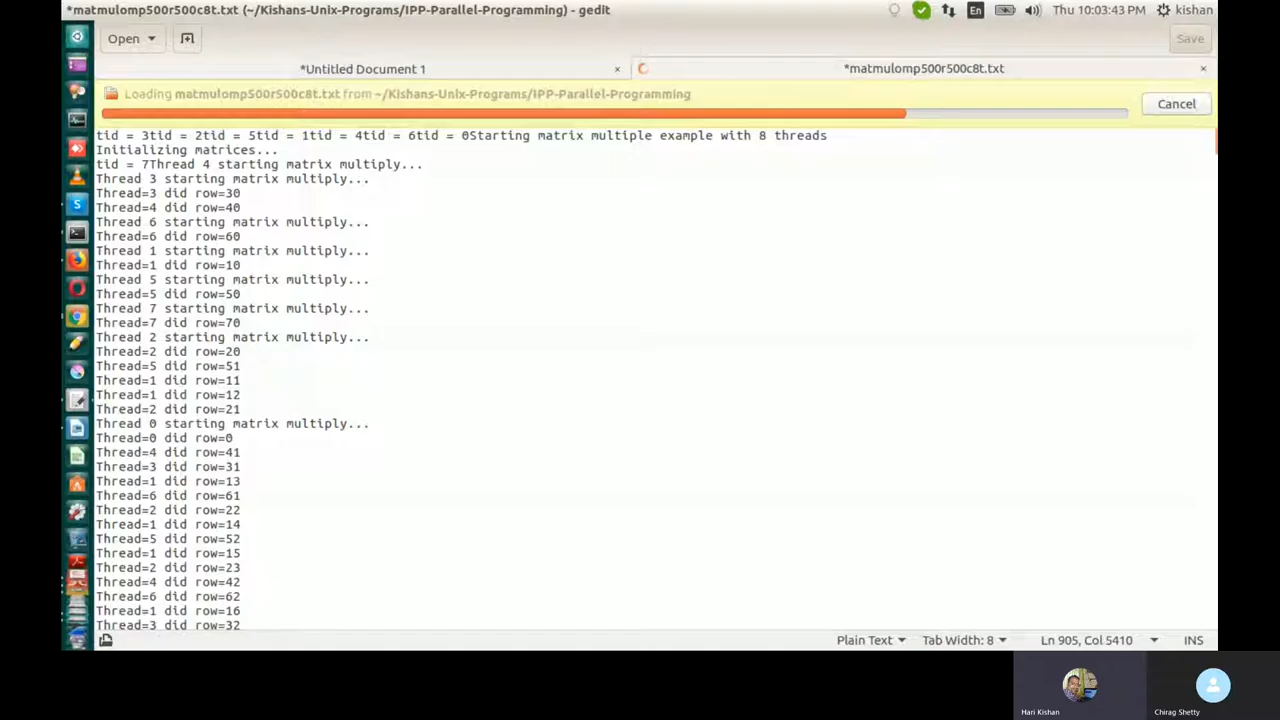 *matmulomp500r500c8t.txt (~/Kishans-Unix-Programs/IPP-Parallel-Programming) - gedit
En
Thu 10:03:43 PM
kishan
Open
Save
*Untitled Document 1
×
*matmulomp500r500c8t.txt
×
Loading matmulomp500r500c8t.txt from ~/Kishans-Unix-Programs/IPP-Parallel-Programming
Cancel
tid = 3tid = 2tid = 5tid = 1tid = 4tid = 6tid = 0Starting matrix multiple example with 8 threads
Initializing matrices...
tid = 7Thread 4 starting matrix multiply...
Thread 3 starting matrix multiply...
Thread=3 did row=30
Thread=4 did row=40
Thread 6 starting matrix multiply...
Thread=6 did row=60
Thread 1 starting matrix multiply...
Thread=1 did row=10
Thread 5 starting matrix multiply...
Thread=5 did row=50
Thread 7 starting matrix multiply...
Thread=7 did row=70
Thread 2 starting matrix multiply...
Thread=2 did row=20
Thread=5 did row=51
Thread=1 did row=11
Thread=1 did row=12
Thread=2 did row=21
Thread 0 starting matrix multiply...
Thread=0 did row=0
Thread=4 did row=41
Thread=3 did row=31
Thread=1 did row=13
Thread=6 did row=61
Thread=2 did row=22
Thread=1 did row=14
Thread=5 did row=52
Thread=1 did row=15
Thread=2 did row=23
Thread=4 did row=42
Thread=6 did row=62
Thread=1 did row=16
Thread=3 did row=32
Plain Text
Tab Width: 8
Ln 905, Col 5410
INS
Hari Kishan
Chirag Shetty